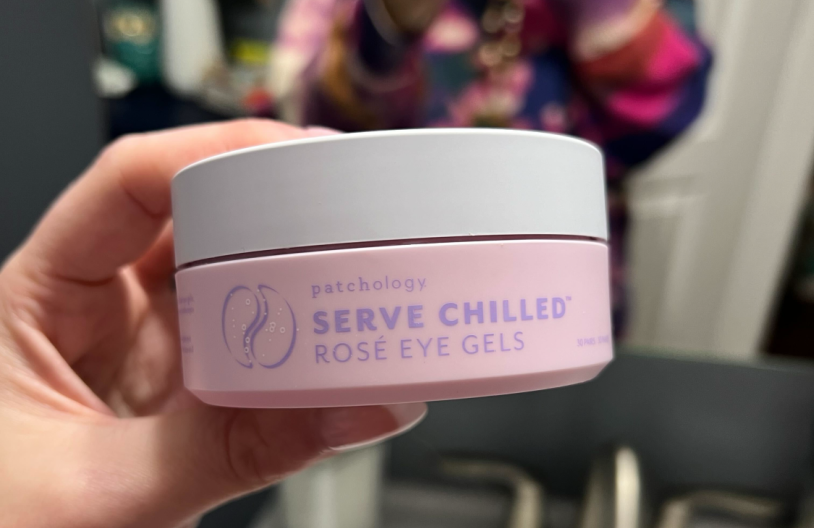 patchology
SERVE CHILLED™
ROSÉ EYE GELS